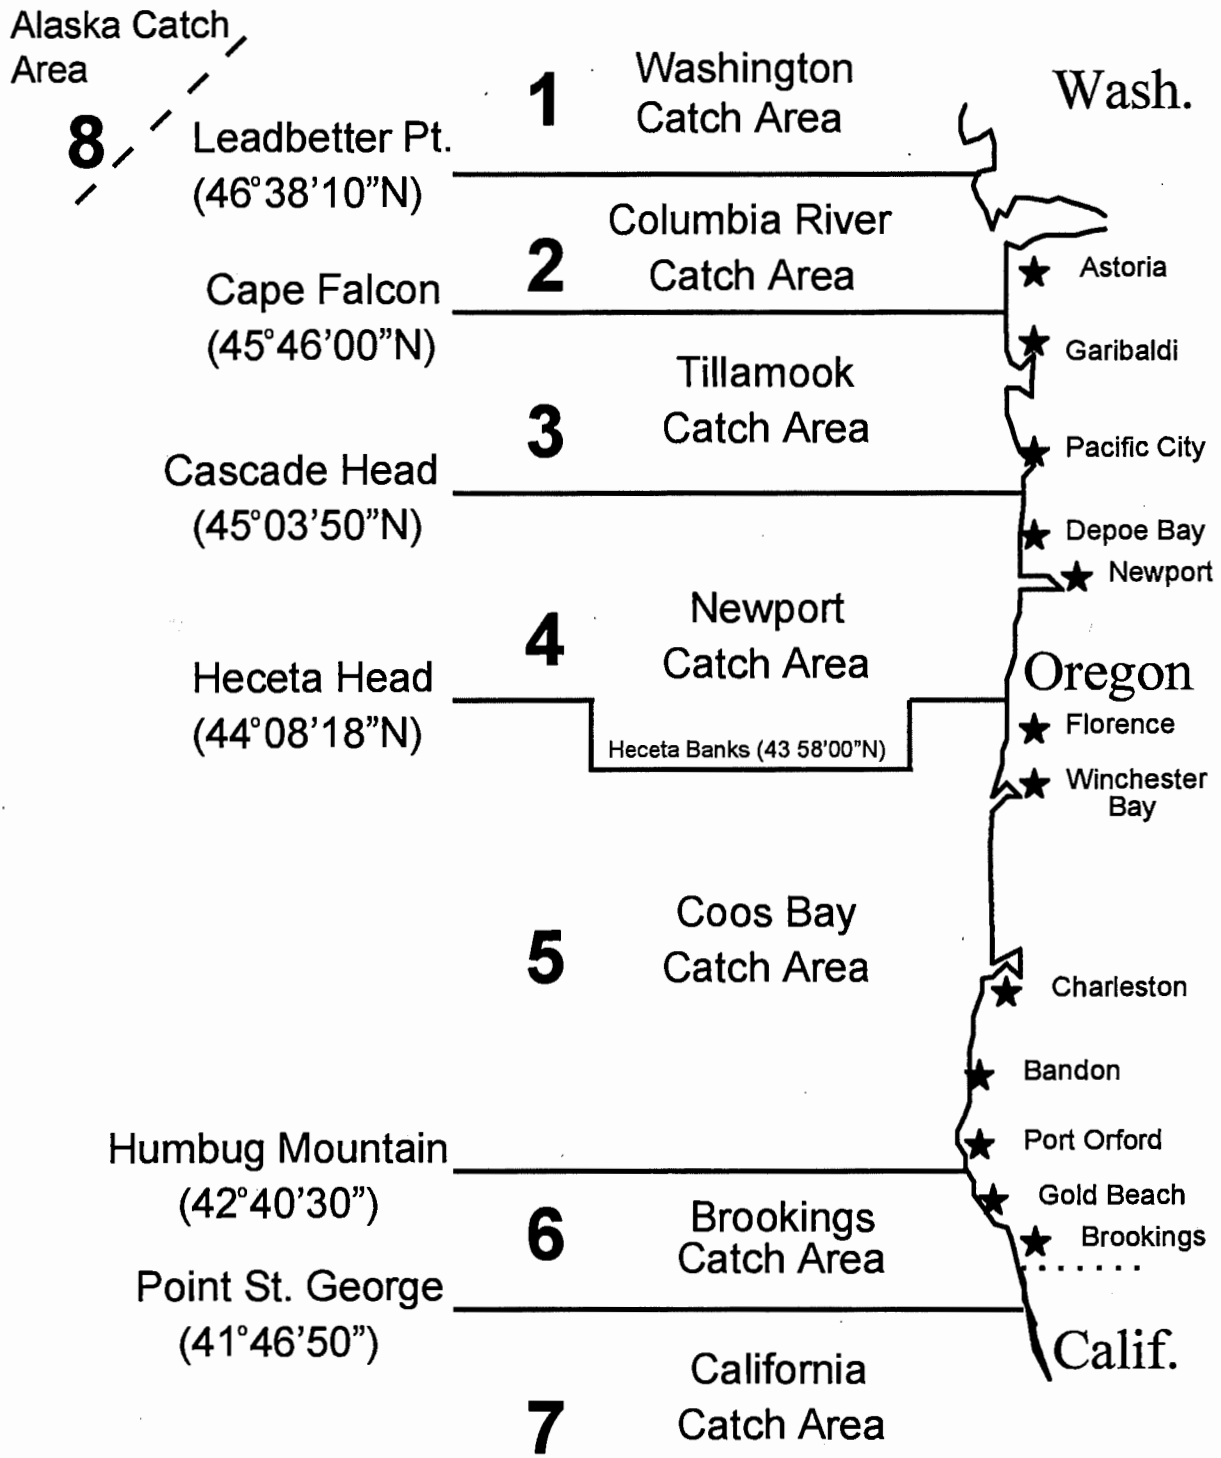 Alaska Catch
Area
8
1
Washington
Catch Area
Wash.
Leadbetter Pt.
(46°38'10"N)
2
Columbia River
Catch Area
Astoria
Cape Falcon
(45°46'00"N)
Garibaldi
3
Tillamook
Catch Area
Pacific City
Cascade Head
(45°03'50"N)
Depoe Bay
Newport
4
Newport
Catch Area
Oregon
Heceta Head
(44°08'18"N)
Heceta Banks (43 58'00"N)
Florence
Winchester
Bay
5
Coos Bay
Catch Area
Charleston
Bandon
Port Orford
Humbug Mountain
(42°40'30")
Gold Beach
6
Brookings
Catch Area
Brookings
Point St. George
(41°46'50")
Calif.
7
California
Catch Area